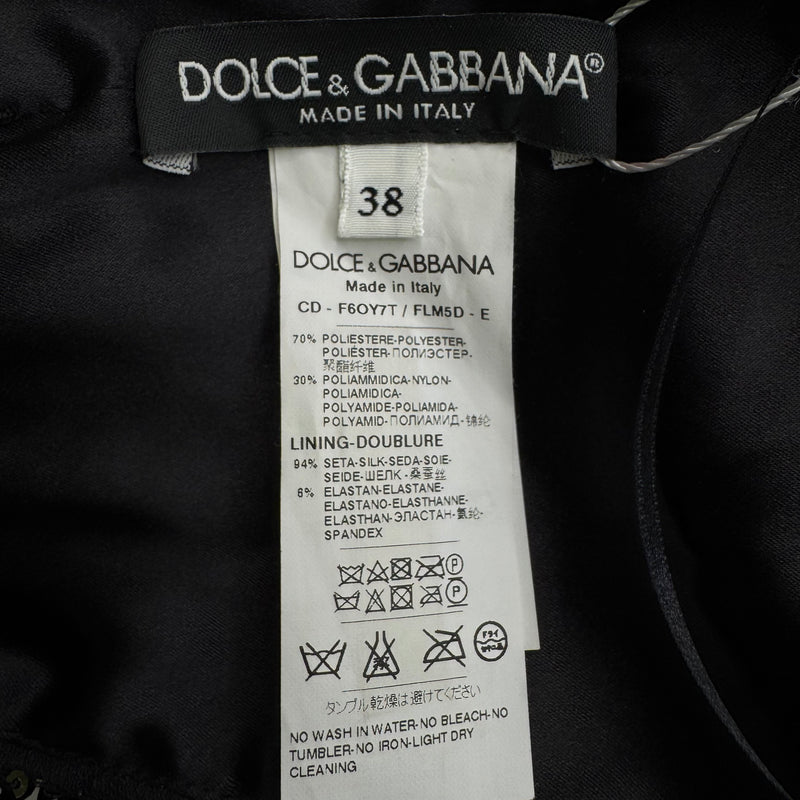 DOLCE & GABBANA®
MADE IN ITALY
38
DOLCE & GABBANA
Made in Italy
CD - F6OY7T / FLM5D - E
70% POLIESTERE-POLYESTER-
POLIÉSTER-ПОЛИЭСТЕР-
聚酯纤维
30% POLIAMMIDICA-NYLON-
POLIAMIDICA-
POLYAMIDE-POLIAMIDA-
POLYAMID-ПОЛИАМИД-锦纶
LINING-DOUBLURE
94% SETA-SILK-SEDA-SOIE-
SEIDE-ШЕЛК -桑蚕丝
6% ELASTAN-ELASTANE-
ELASTANO-ELASTHANNE-
ELASTHAN-ЭЛАСТАН-氨纶-
SPANDEX
P
P
ドライ
タンブル乾燥は避けてください
NO WASH IN WATER-NO BLEACH-NO
TUMBLER-NO IRON-LIGHT DRY
CLEANING